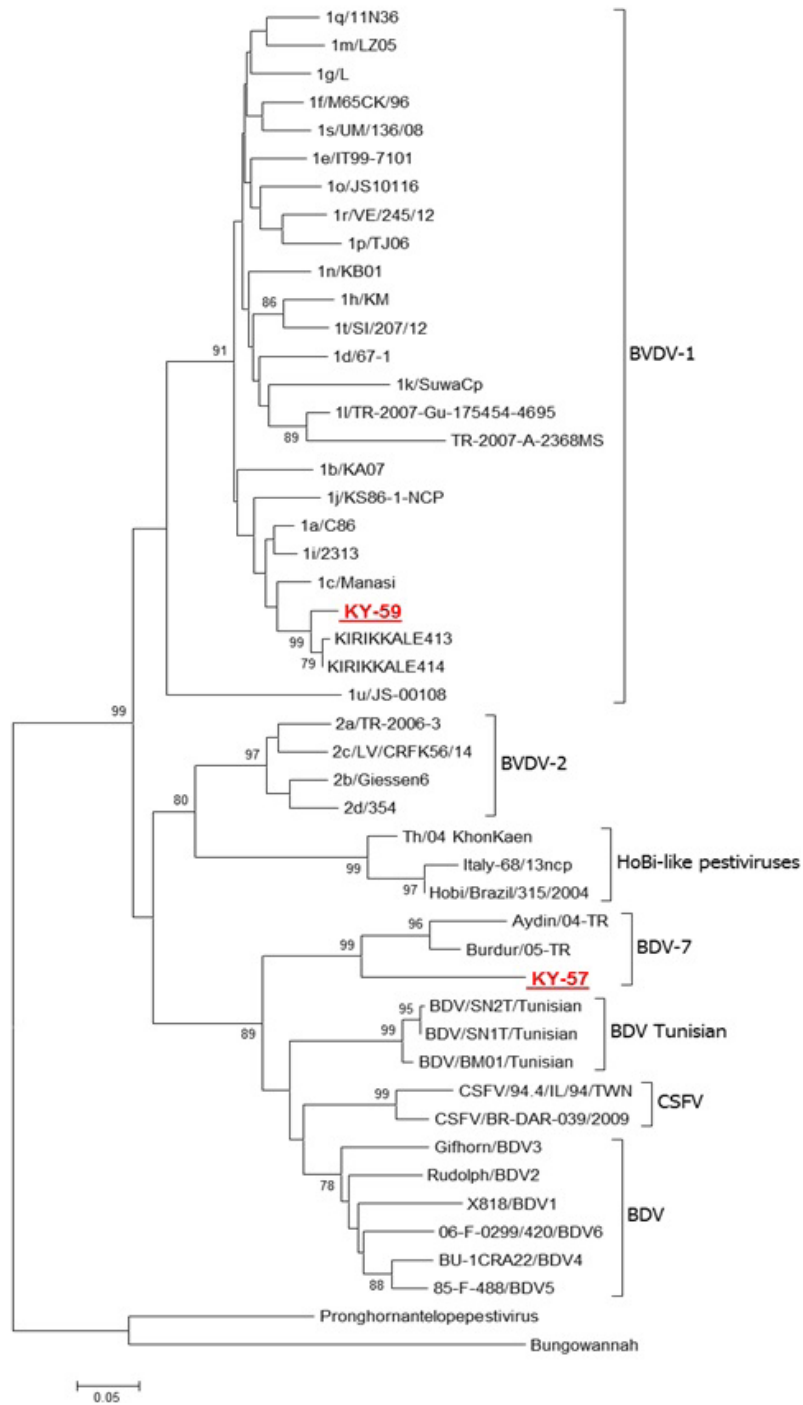 1q/11N36
1m/LZ05
1g/L
1f/M65CK/96
1s/UM/136/08
1e/IT99-7101
1o/JS10116
1r/VE/245/12
1p/TJ06
1n/KB01
86
1h/KM
1t/SI/207/12
91
1d/67-1
BVDV-1
1k/SuwaCp
1l/TR-2007-Gu-175454-4695
89
TR-2007-A-2368MS
1b/KA07
1j/KS86-1-NCP
1a/C86
1i/2313
1c/Manasi
KY-59
99
KIRIKKALE413
79
KIRIKKALE414
1u/JS-00108
99
2a/TR-2006-3
97
2c/LV/CRFK56/14
BVDV-2
2b/Giessen6
80
2d/354
Th/04 KhonKaen
99
Italy-68/13ncp
HoBi-like pestiviruses
97
Hobi/Brazil/315/2004
96
Aydin/04-TR
99
Burdur/05-TR
BDV-7
KY-57
95
BDV/SN2T/Tunisian
99
BDV/SN1T/Tunisian
BDV Tunisian
89
BDV/BM01/Tunisian
99
CSFV/94.4/IL/94/TWN
CSFV
CSFV/BR-DAR-039/2009
Gifhorn/BDV3
78
Rudolph/BDV2
X818/BDV1
BDV
06-F-0299/420/BDV6
BU-1CRA22/BDV4
88
85-F-488/BDV5
Pronghornantelopepestivirus
Bungowannah
0.05